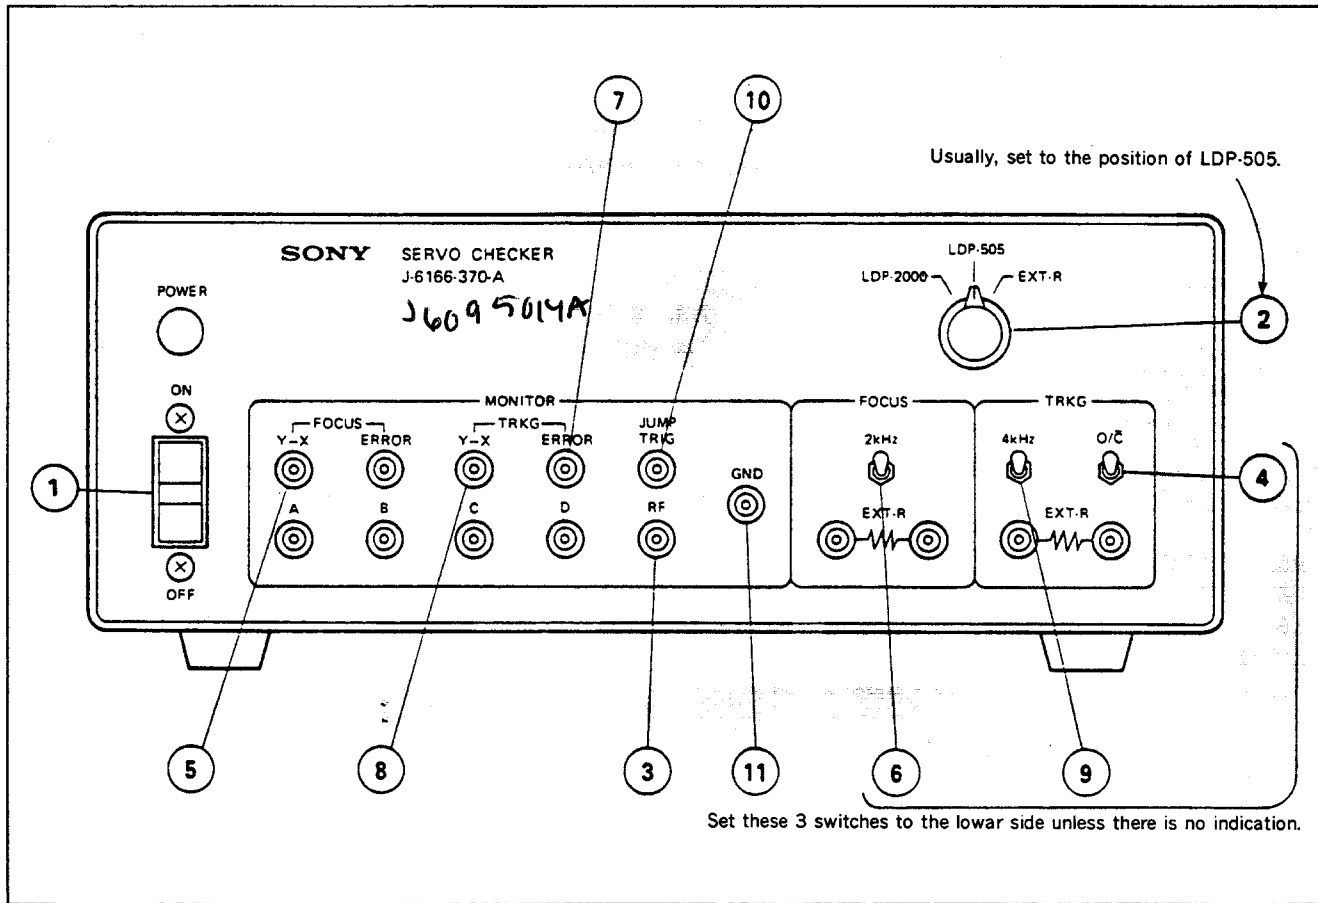 7
10
Usually, set to the position of LDP-505.
SONY SERVO CHECKER
J-6166-370-A
J6095014A
POWER
LDP-2000 LDP-505 EXT-R
2
ON
OFF
1
MONITOR
FOCUS
Y–X ERROR
TRKG
Y–X ERROR
JUMP
TRIG
GND
A B C D RF
FOCUS
2kHz
EXT-R
TRKG
4kHz O/C̄
EXT-R
4
5
8
3
11
6
9
Set these 3 switches to the lowar side unless there is no indication.